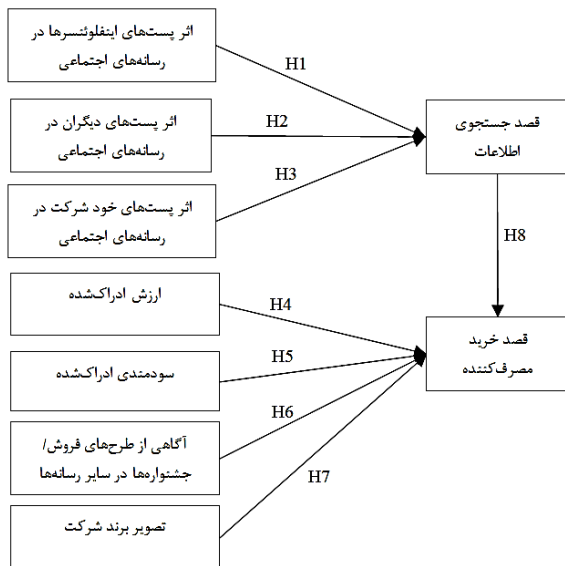 اثر پست‌های اینفلوئنسرها در
رسانه‌های اجتماعی
H1
اثر پست‌های دیگران در
رسانه‌های اجتماعی
H2
قصد جستجوی
اطلاعات
اثر پست‌های خود شرکت در
رسانه‌های اجتماعی
H3
H8
ارزش ادراک‌شده
H4
قصد خرید
مصرف‌کننده
سودمندی ادراک‌شده
H5
آگاهی از طرح‌های فروش/
جشنواره‌ها در سایر رسانه‌ها
H6
تصویر برند شرکت
H7